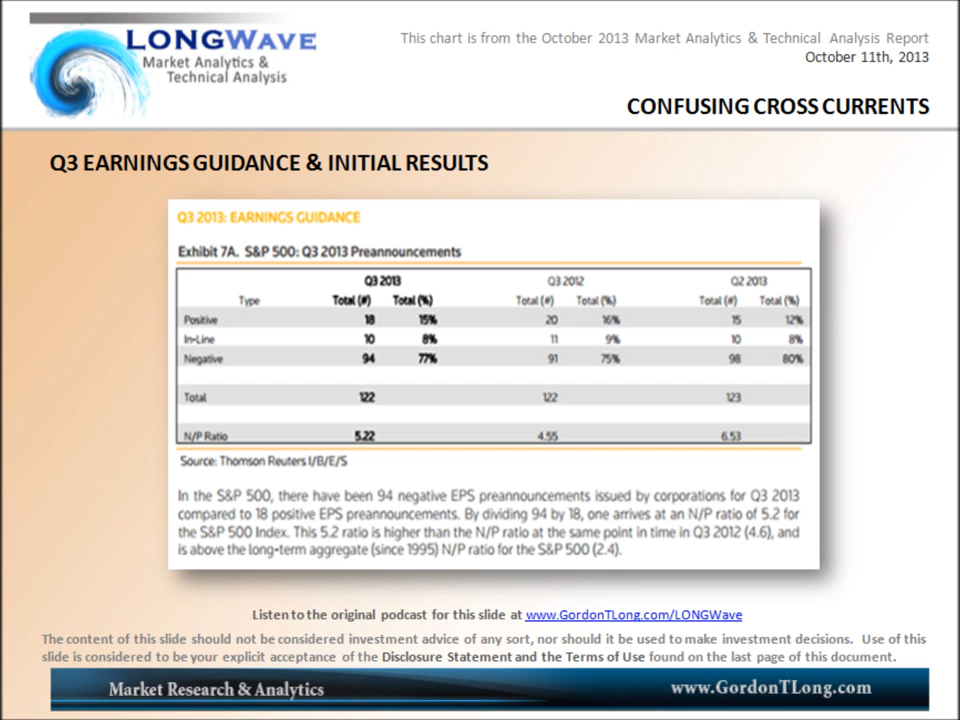 LONGWAVE
Market Analytics &
Technical Analysis
This chart is from the October 2013 Market Analytics & Technical Analysis Report
October 11th, 2013
CONFUSING CROSS CURRENTS
Q3 EARNINGS GUIDANCE & INITIAL RESULTS
Q3 2013: EARNINGS GUIDANCE
Exhibit 7A. S&P 500: Q3 2013 Preannouncements
Q3 2013 Q3 2012 Q2 2013
Type Total (#) Total (%) Total (#) Total (%) Total (#) Total (%)
Positive 18 15% 20 16% 15 12%
In-Line 10 8% 11 9% 10 8%
Negative 94 77% 91 75% 98 80%
Total 122 122 123
N/P Ratio 5.22 4.55 6.53
Source: Thomson Reuters I/B/E/S
In the S&P 500, there have been 94 negative EPS preannouncements issued by corporations for Q3 2013
compared to 18 positive EPS preannouncements. By dividing 94 by 18, one arrives at an N/P ratio of 5.2 for
the S&P 500 Index. This 5.2 ratio is higher than the N/P ratio at the same point in time in Q3 2012 (4.6), and
is above the long-term aggregate (since 1995) N/P ratio for the S&P 500 (2.4).
Listen to the original podcast for this slide at www.GordonTLong.com/LONGWave
The content of this slide should not be considered investment advice of any sort, nor should it be used to make investment decisions. Use of this
slide is considered to be your explicit acceptance of the Disclosure Statement and the Terms of Use found on the last page of this document.
Market Research & Analytics
www.GordonTLong.com